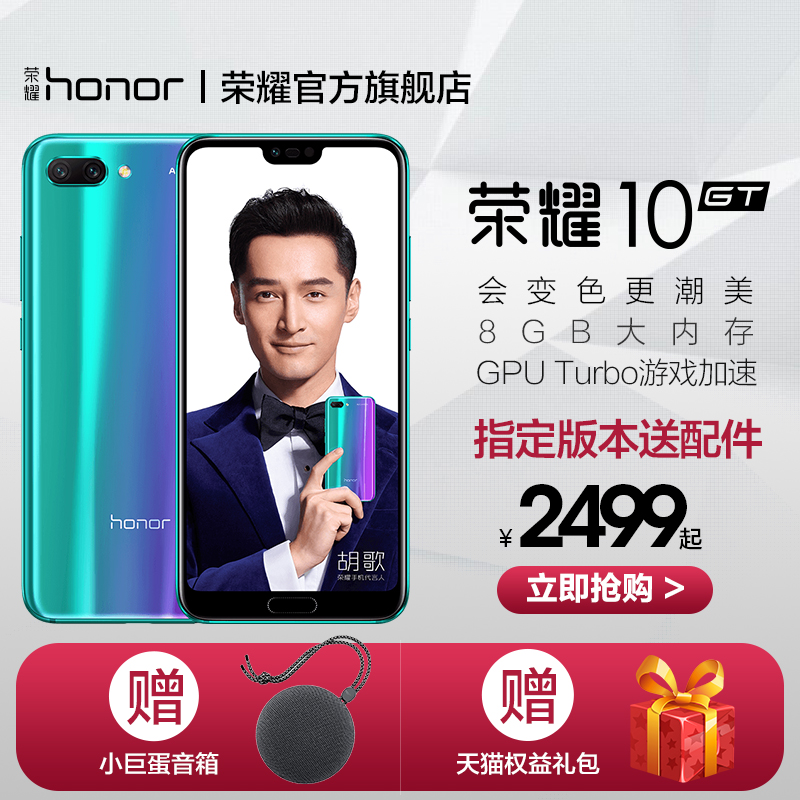 荣耀 honor | 荣耀官方旗舰店
A
荣耀10 GT
会变色更潮美
8GB大内存
GPU Turbo游戏加速
指定版本送配件
¥2499起
立即抢购 >
honor
胡歌
荣耀手机代言人
赠
小巨蛋音箱
赠
天猫权益礼包